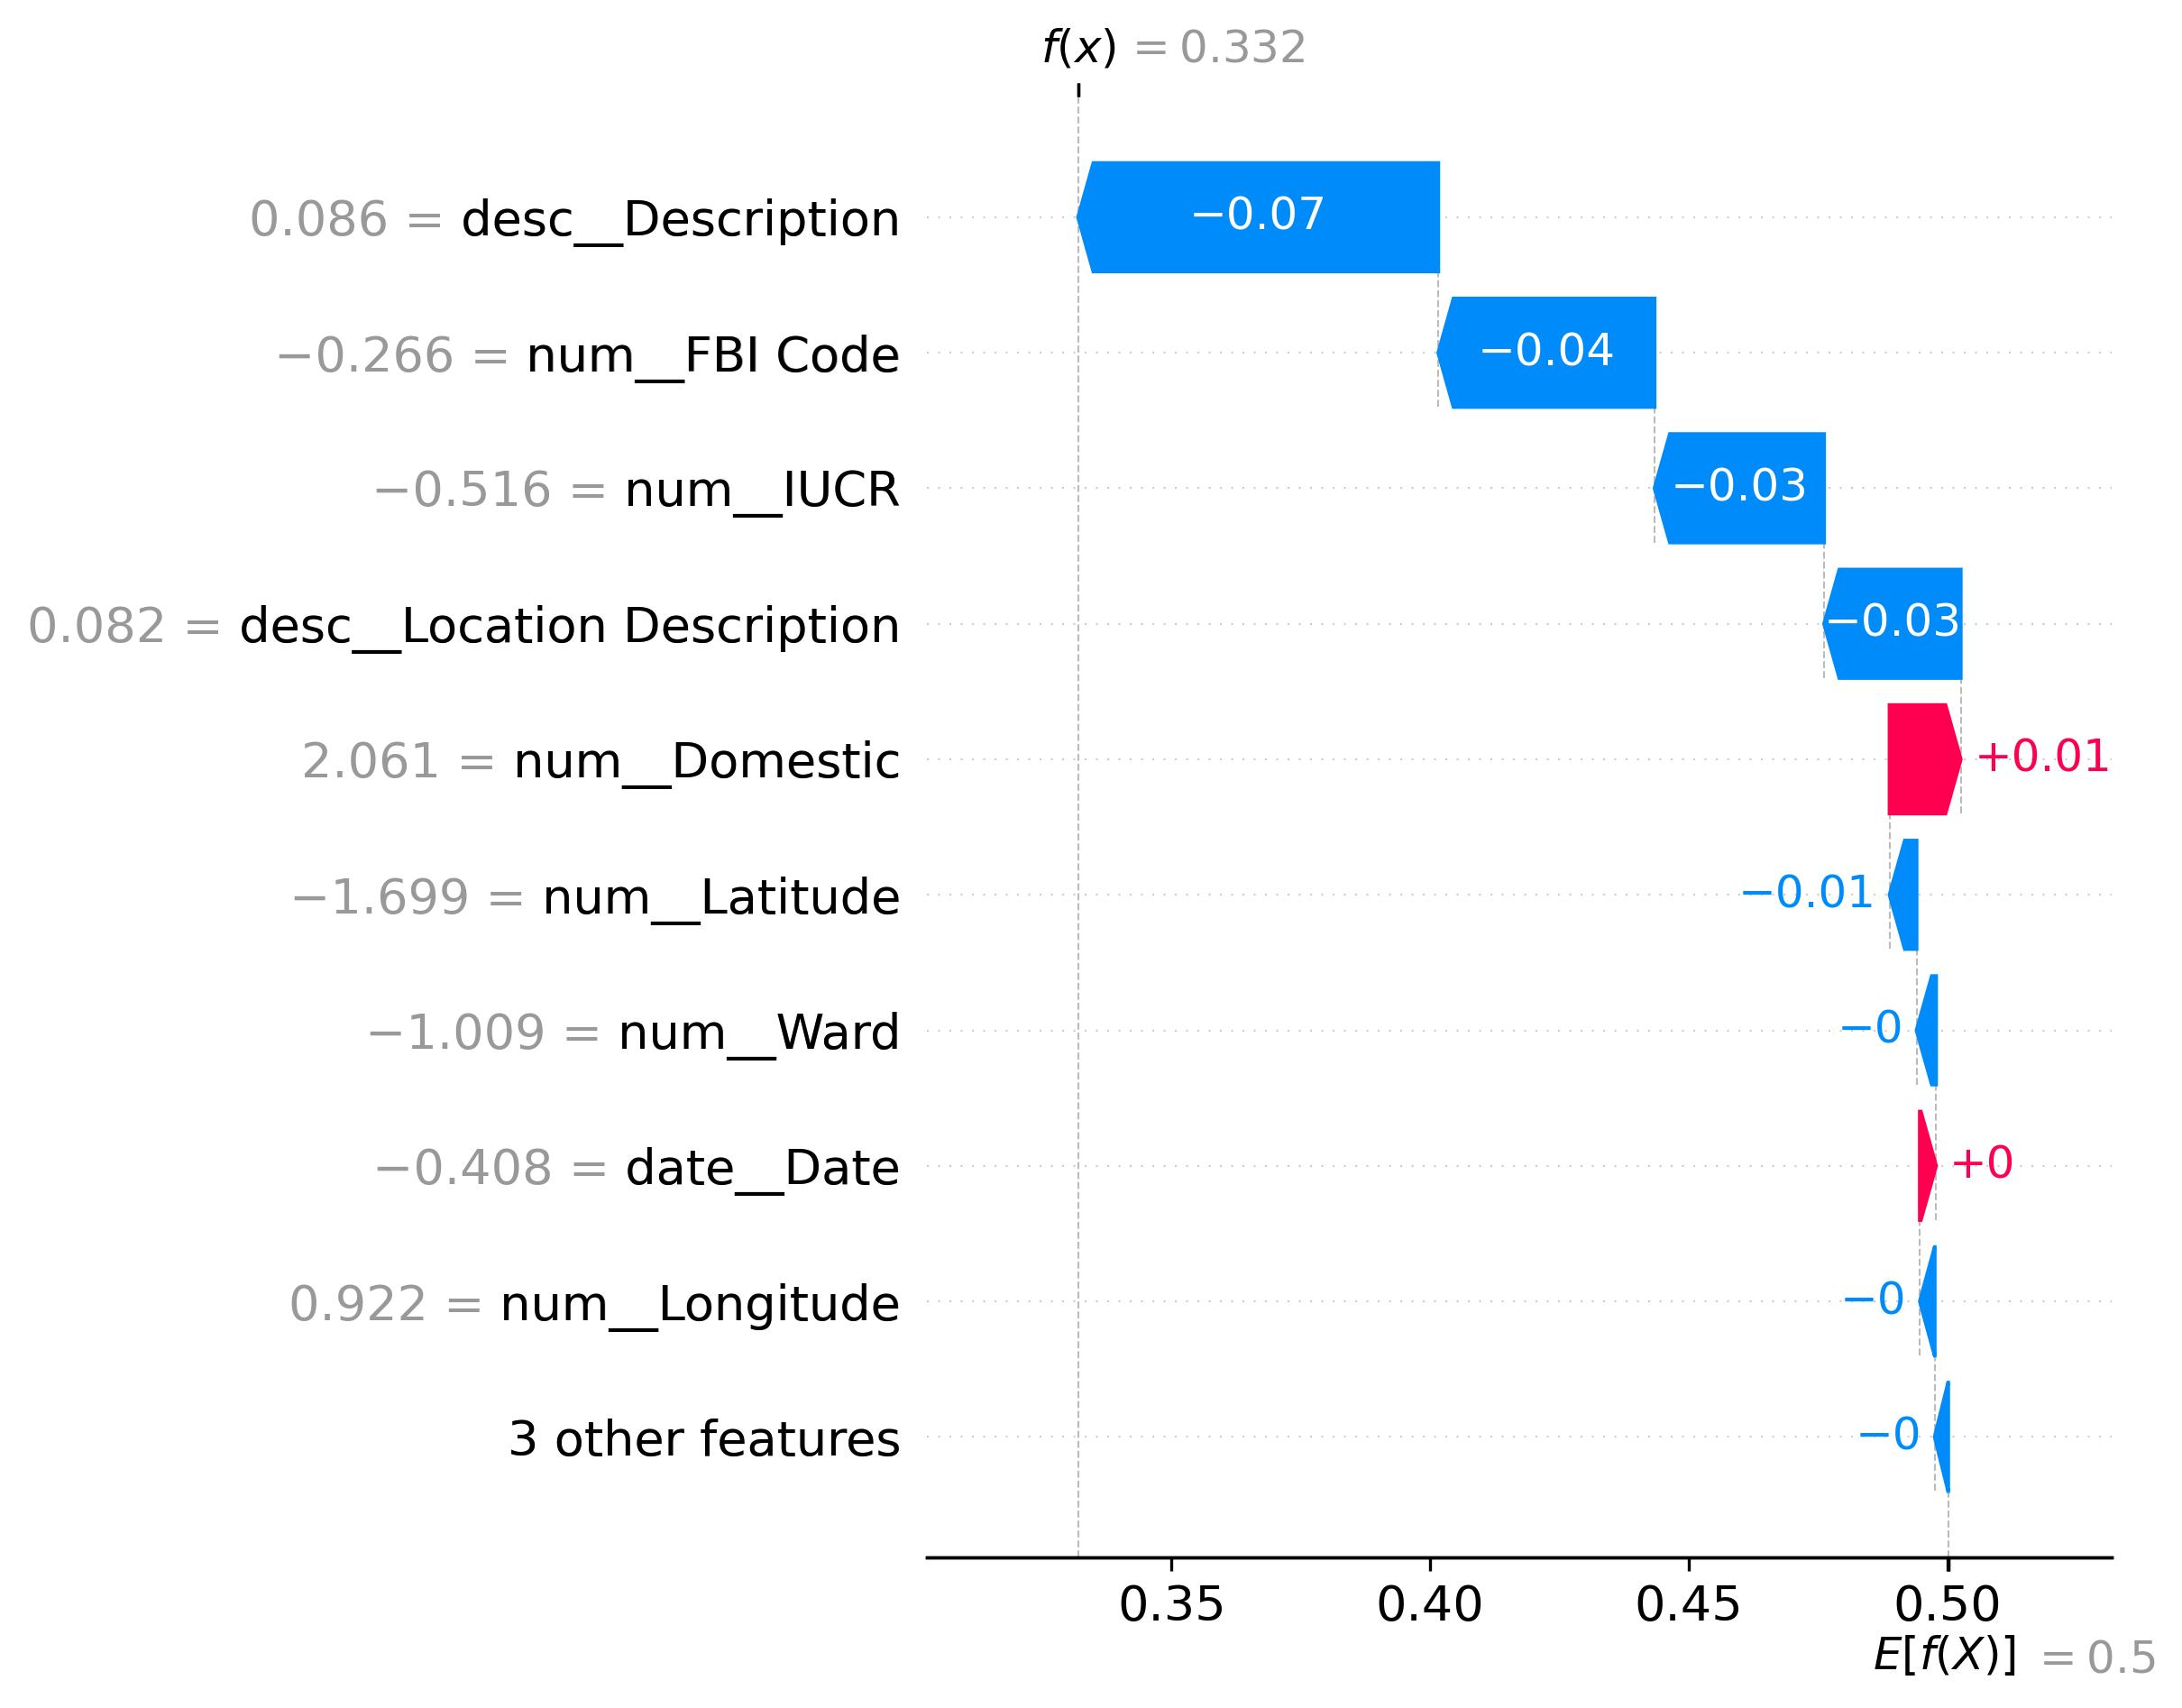 f(x) = 0.332
0.086 = desc__Description −0.07
−0.266 = num__FBI Code −0.04
−0.516 = num__IUCR −0.03
0.082 = desc__Location Description −0.03
2.061 = num__Domestic +0.01
−1.699 = num__Latitude −0.01
−1.009 = num__Ward −0
−0.408 = date__Date +0
0.922 = num__Longitude −0
3 other features −0
0.35 0.40 0.45 0.50
E[f(X)] = 0.5